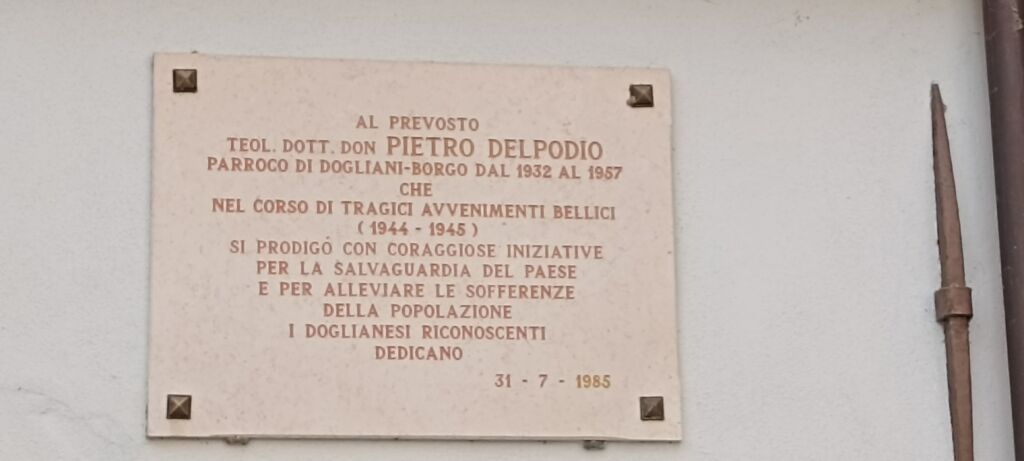 AL PREVOSTO
TEOL. DOTT. DON PIETRO DELPODIO
PARROCO DI DOGLIANI-BORGO DAL 1932 AL 1957
CHE
NEL CORSO DI TRAGICI AVVENIMENTI BELLICI
( 1944 - 1945 )
SI PRODIGÒ CON CORAGGIOSE INIZIATIVE
PER LA SALVAGUARDIA DEL PAESE
E PER ALLEVIARE LE SOFFERENZE
DELLA POPOLAZIONE
I DOGLIANESI RICONOSCENTI
DEDICANO
31 - 7 - 1985